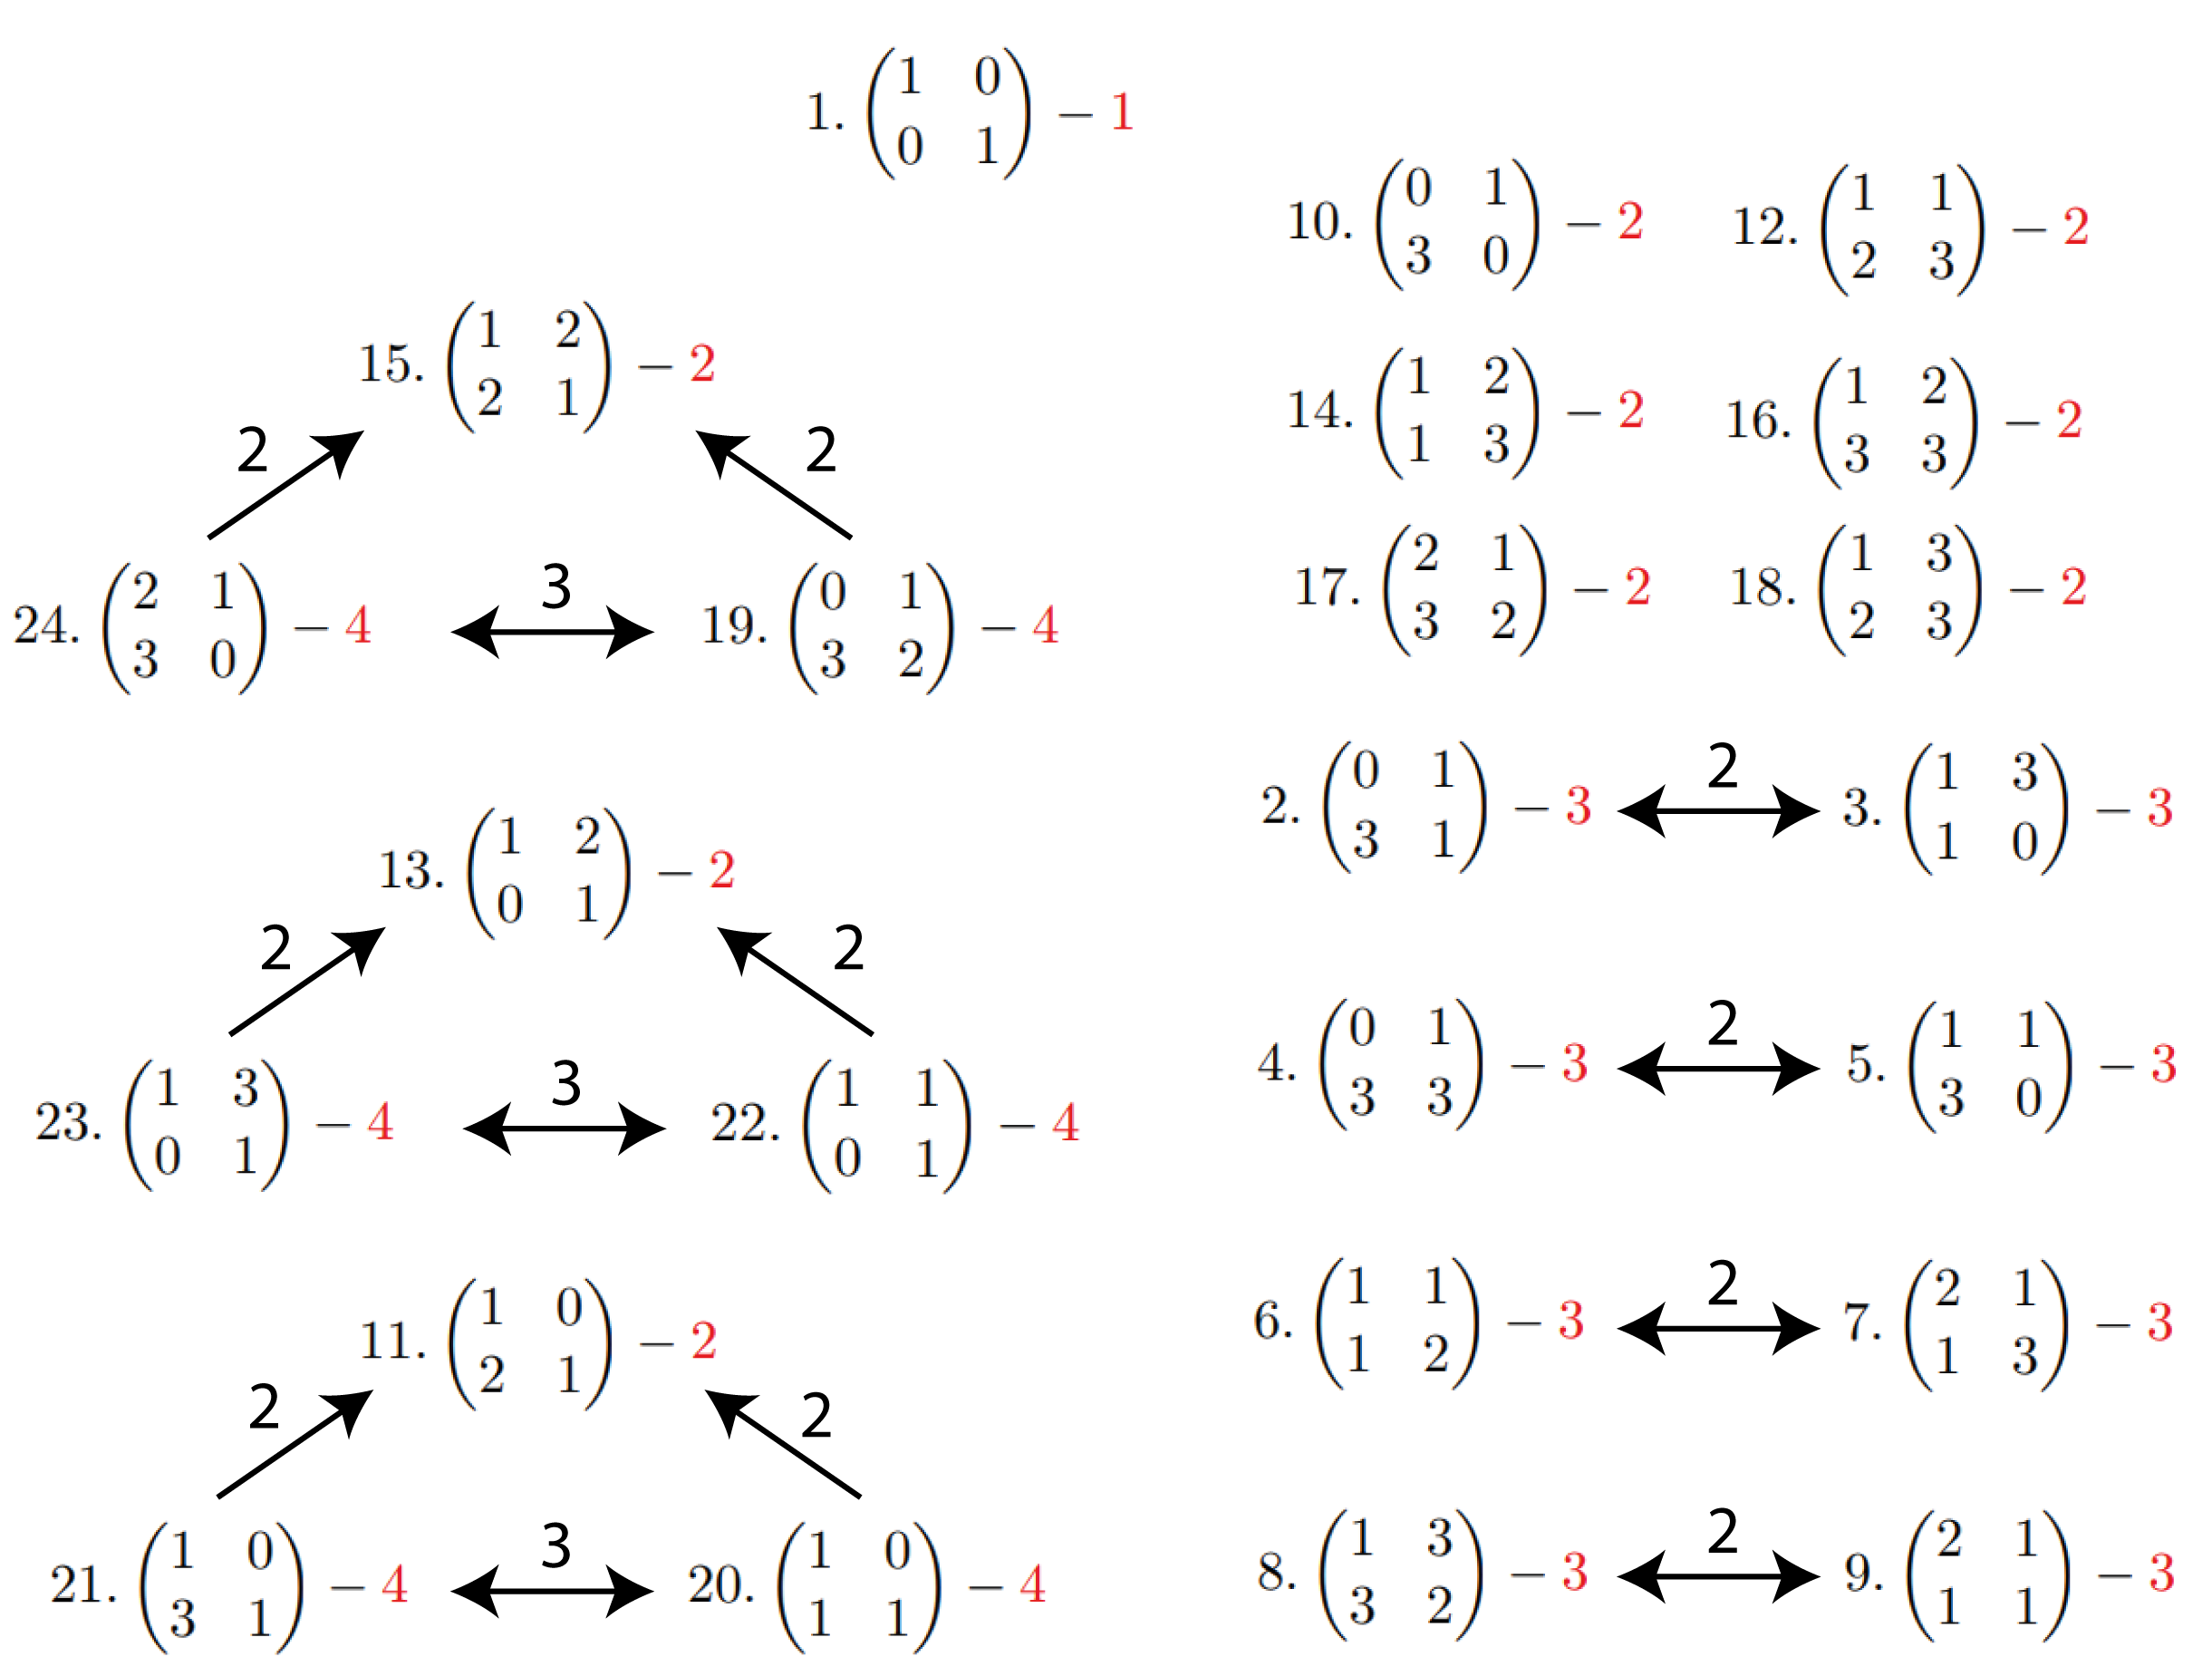 1. (1 0
0 1) – 1
10. (0 1
3 0) – 2
12. (1 1
2 3) – 2
15. (1 2
2 1) – 2
14. (1 2
1 3) – 2
16. (1 2
3 3) – 2
2
2
24. (2 1
3 0) – 4
3
19. (0 1
3 2) – 4
17. (2 1
3 2) – 2
18. (1 3
2 3) – 2
2. (0 1
3 1) – 3
2
3. (1 3
1 0) – 3
13. (1 2
0 1) – 2
2
2
23. (1 3
0 1) – 4
3
22. (1 1
0 1) – 4
4. (0 1
3 3) – 3
2
5. (1 1
3 0) – 3
11. (1 0
2 1) – 2
2
2
6. (1 1
1 2) – 3
2
7. (2 1
1 3) – 3
21. (1 0
3 1) – 4
3
20. (1 0
1 1) – 4
8. (1 3
3 2) – 3
2
9. (2 1
1 1) – 3